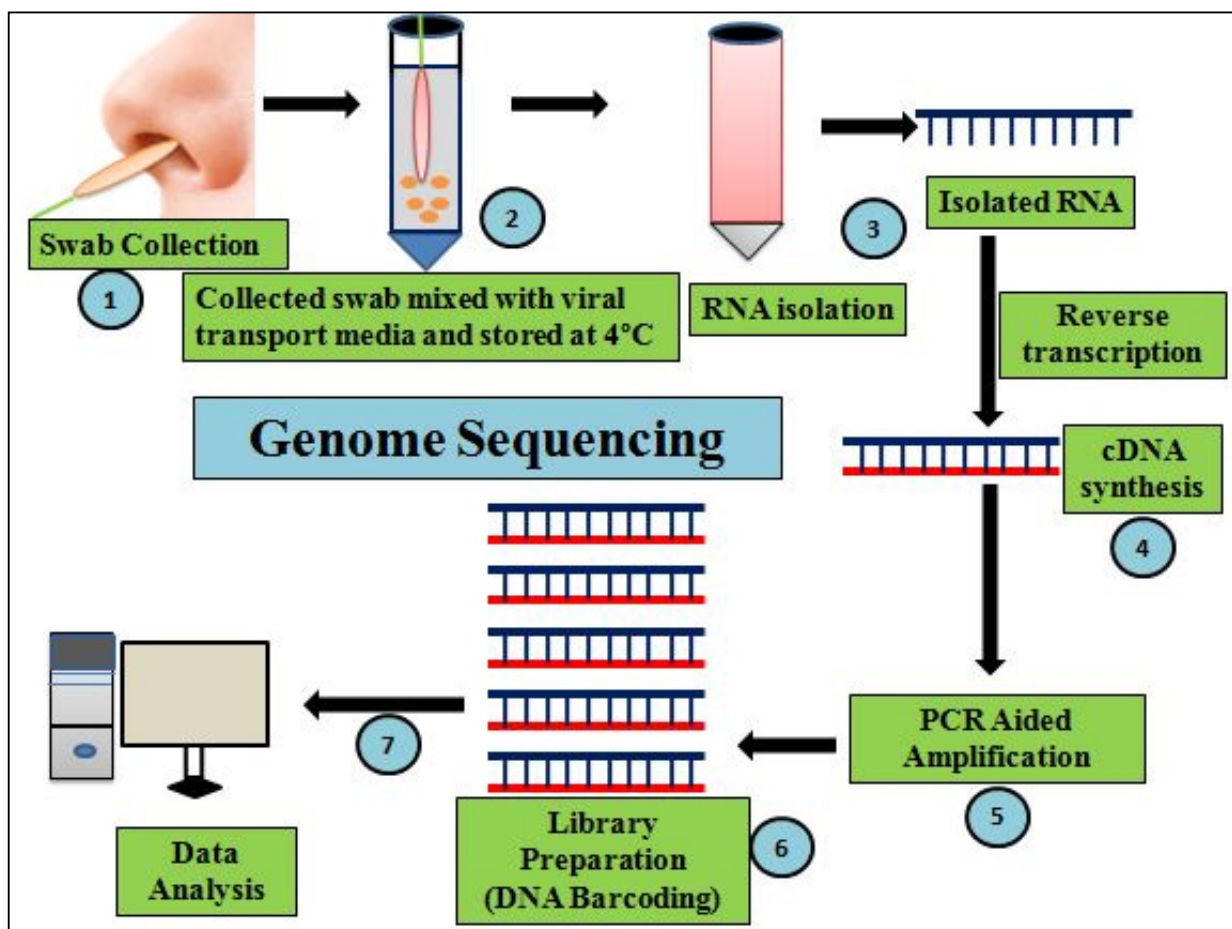 Swab Collection
1
Collected swab mixed with viral
transport media and stored at 4°C
2
RNA isolation
3
Isolated RNA
Reverse
transcription
cDNA
synthesis
4
Genome Sequencing
PCR Aided
Amplification
5
Library
Preparation
(DNA Barcoding)
6
7
Data
Analysis